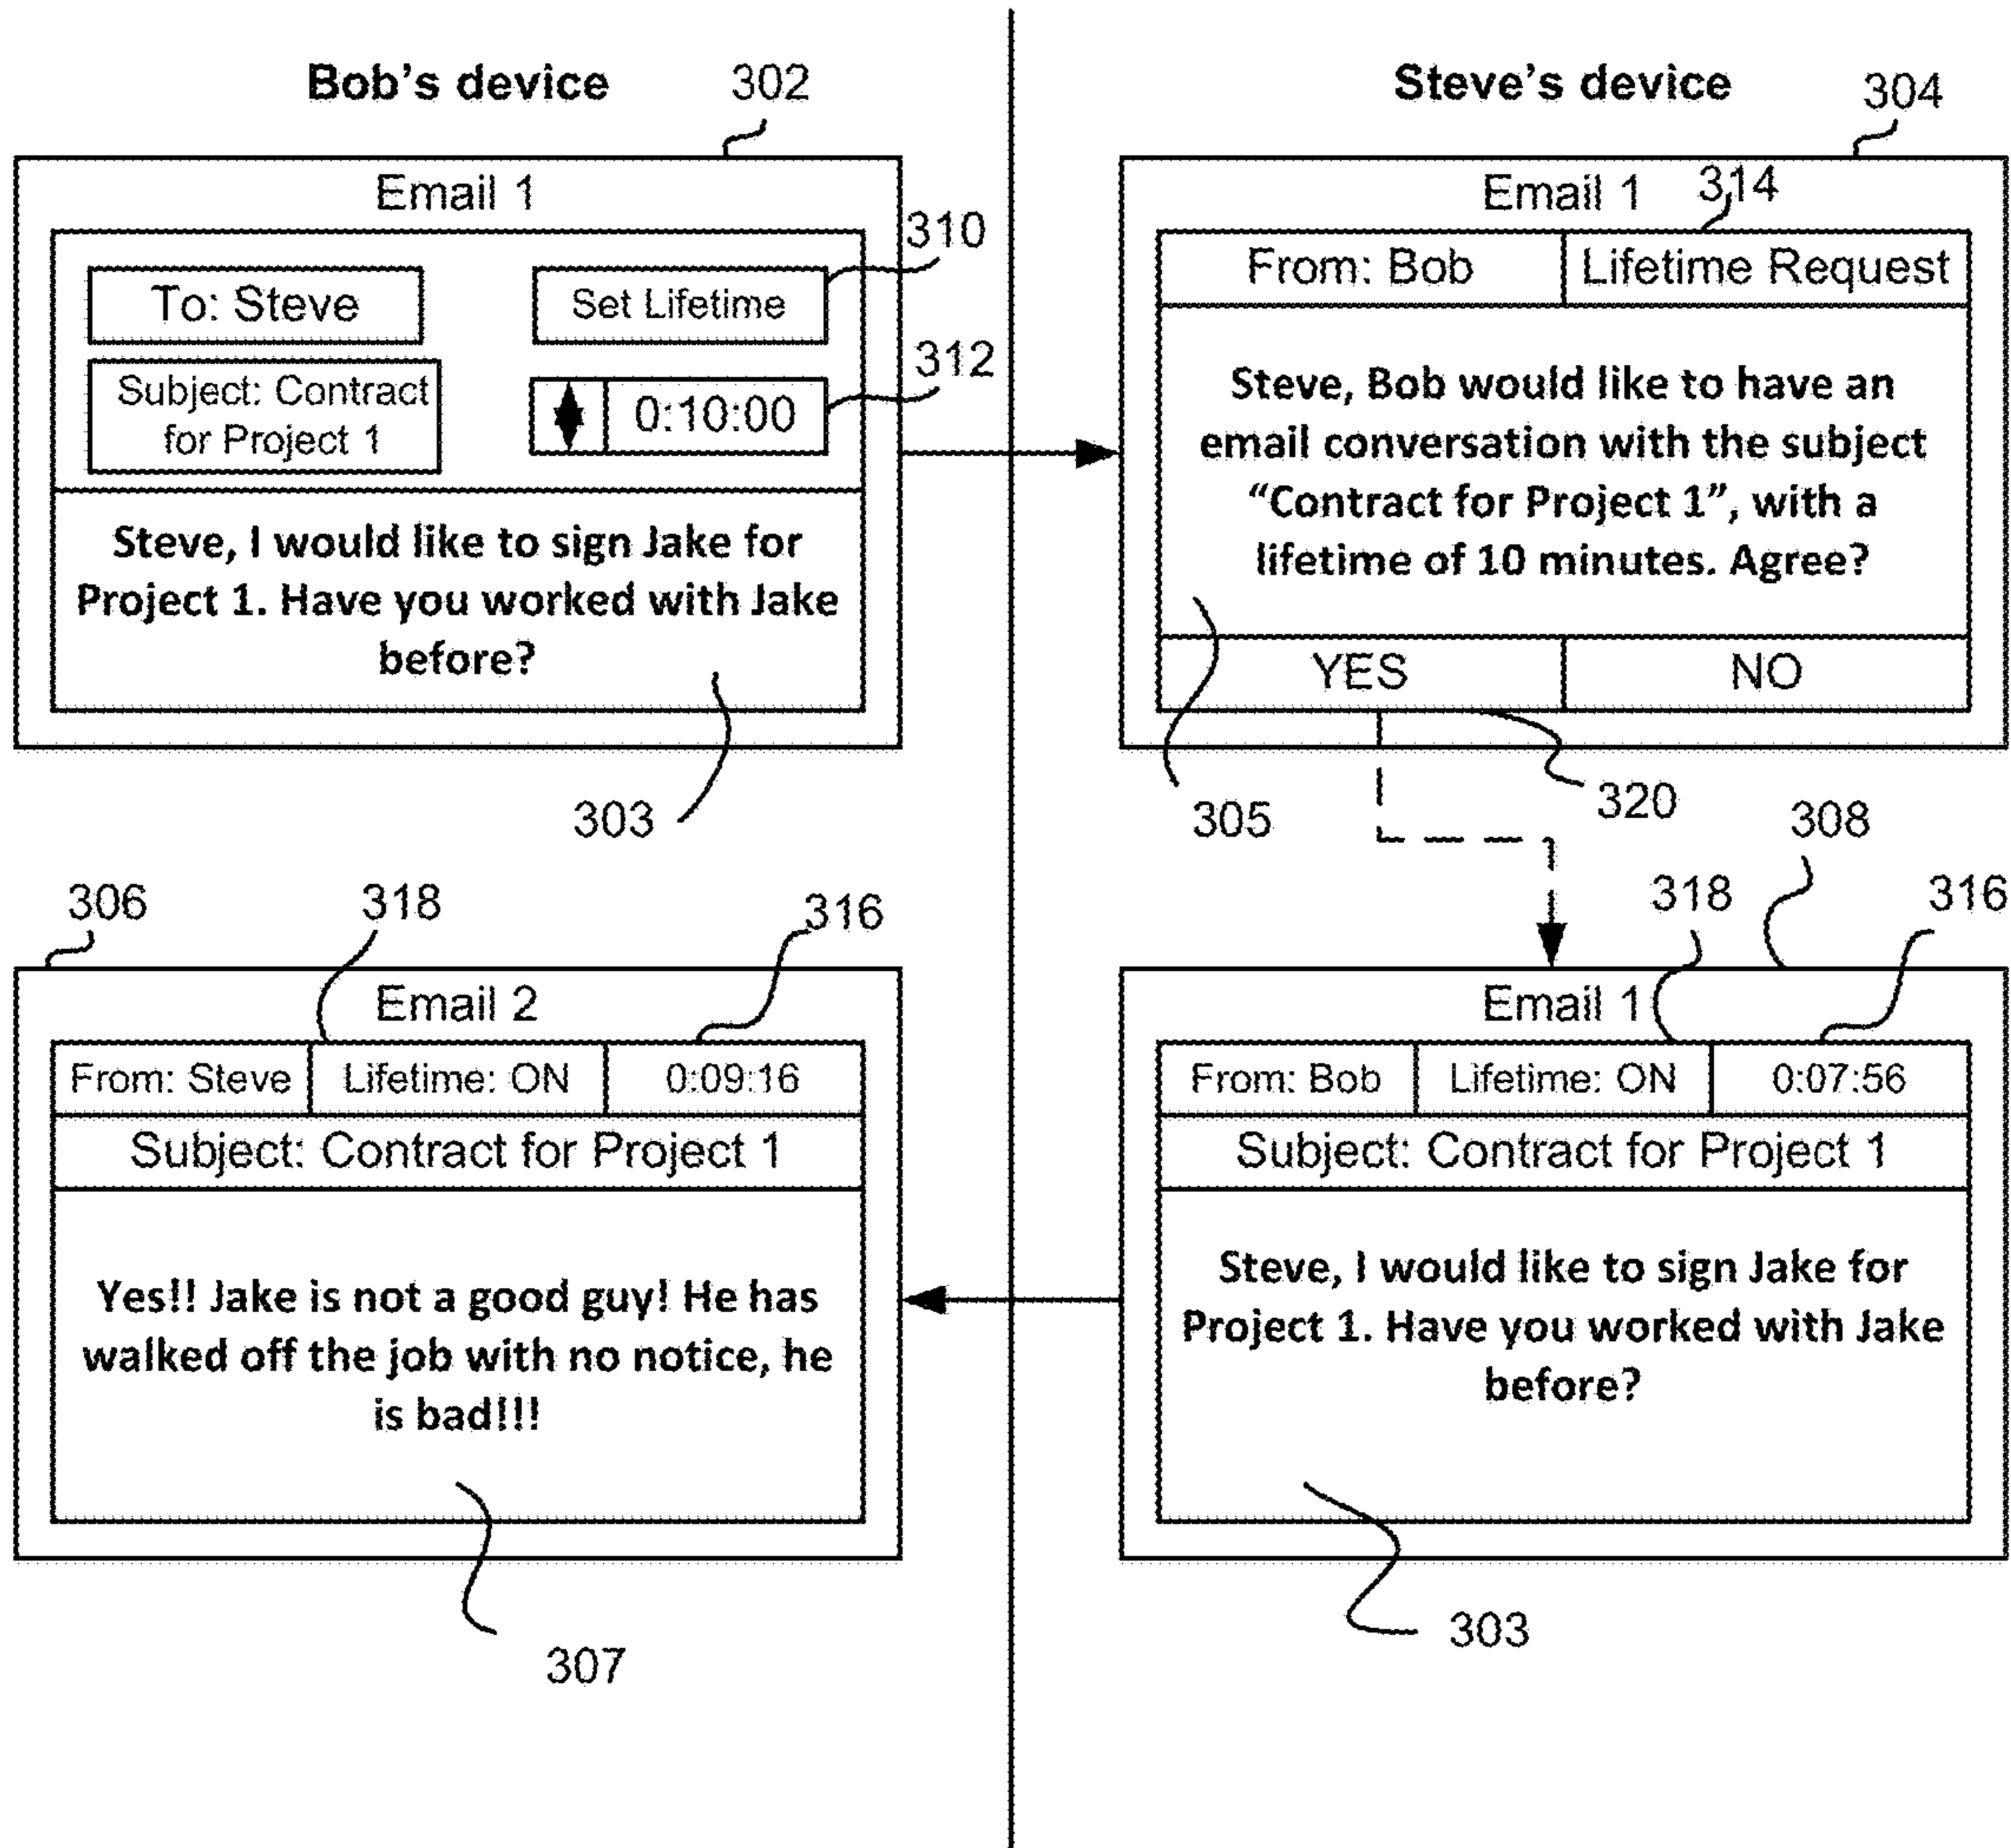 Bob's device
302
Email 1
310
To: Steve
Set Lifetime
Subject: Contract
for Project 1
312
0:10:00
Steve, I would like to sign Jake for
Project 1. Have you worked with Jake
before?
303
Steve's device
304
Email 1
314
From: Bob
Lifetime Request
Steve, Bob would like to have an
email conversation with the subject
“Contract for Project 1”, with a
lifetime of 10 minutes. Agree?
YES
NO
305
320
308
306
318
316
Email 2
From: Steve
Lifetime: ON
0:09:16
Subject: Contract for Project 1
Yes!! Jake is not a good guy! He has
walked off the job with no notice, he
is bad!!!
307
318
316
Email 1
From: Bob
Lifetime: ON
0:07:56
Subject: Contract for Project 1
Steve, I would like to sign Jake for
Project 1. Have you worked with Jake
before?
303